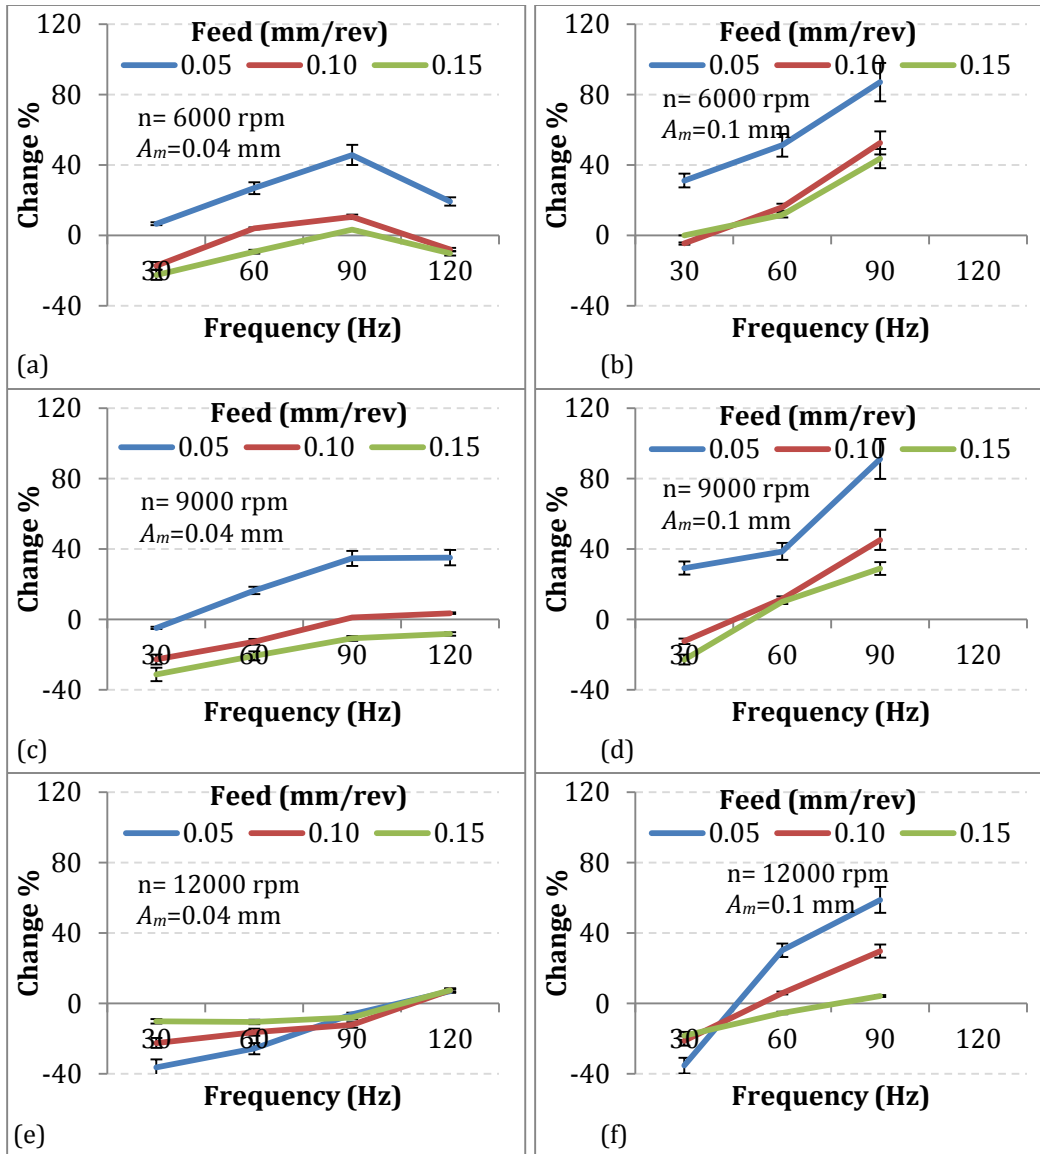 120
80
40
0
-40
Change %
Feed (mm/rev)
0.05 0.10 0.15
n= 6000 rpm
Am=0.04 mm
30 60 90 120
Frequency (Hz)
(a)
120
80
40
0
-40
Change %
Feed (mm/rev)
0.05 0.10 0.15
n= 6000 rpm
Am=0.1 mm
30 60 90 120
Frequency (Hz)
(b)
120
80
40
0
-40
Change %
Feed (mm/rev)
0.05 0.10 0.15
n= 9000 rpm
Am=0.04 mm
30 60 90 120
Frequency (Hz)
(c)
120
80
40
0
-40
Change %
Feed (mm/rev)
0.05 0.10 0.15
n= 9000 rpm
Am=0.1 mm
30 60 90 120
Frequency (Hz)
(d)
120
80
40
0
-40
Change %
Feed (mm/rev)
0.05 0.10 0.15
n= 12000 rpm
Am=0.04 mm
30 60 90 120
Frequency (Hz)
(e)
120
80
40
0
-40
Change %
Feed (mm/rev)
0.05 0.10 0.15
n= 12000 rpm
Am=0.1 mm
30 60 90 120
Frequency (Hz)
(f)